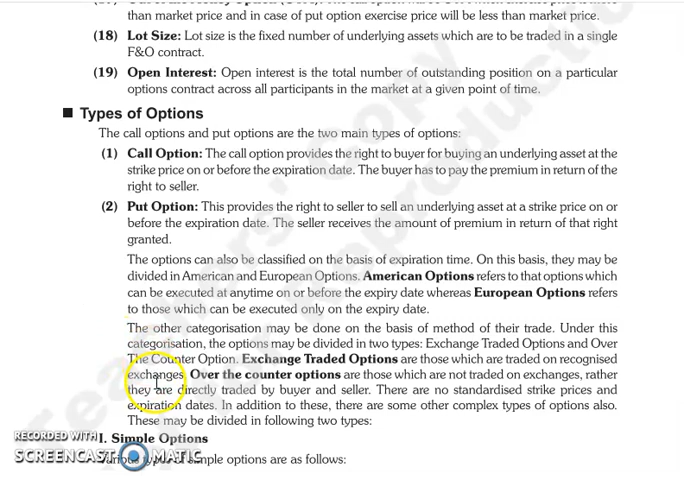 than market price and in case of put option exercise price will be less than market price.
(18) Lot Size: Lot size is the fixed number of underlying assets which are to be traded in a single
F&O contract.
(19) Open Interest: Open interest is the total number of outstanding position on a particular
options contract across all participants in the market at a given point of time.
■ Types of Options
The call options and put options are the two main types of options:
(1) Call Option: The call option provides the right to buyer for buying an underlying asset at the
strike price on or before the expiration date. The buyer has to pay the premium in return of the
right to seller.
(2) Put Option: This provides the right to seller to sell an underlying asset at a strike price on or
before the expiration date. The seller receives the amount of premium in return of that right
granted.
The options can also be classified on the basis of expiration time. On this basis, they may be
divided in American and European Options. American Options refers to that options which
can be executed at anytime on or before the expiry date whereas European Options refers
to those which can be executed only on the expiry date.
The other categorisation may be done on the basis of method of their trade. Under this
categorisation, the options may be divided in two types: Exchange Traded Options and Over
The Counter Option. Exchange Traded Options are those which are traded on recognised
exchanges. Over the counter options are those which are not traded on exchanges, rather
they are directly traded by buyer and seller. There are no standardised strike prices and
expiration dates. In addition to these, there are some other complex types of options also.
These may be divided in following two types:
I. Simple Options
Various types of simple options are as follows:
RECORDED WITH
SCREENCAST MATIC